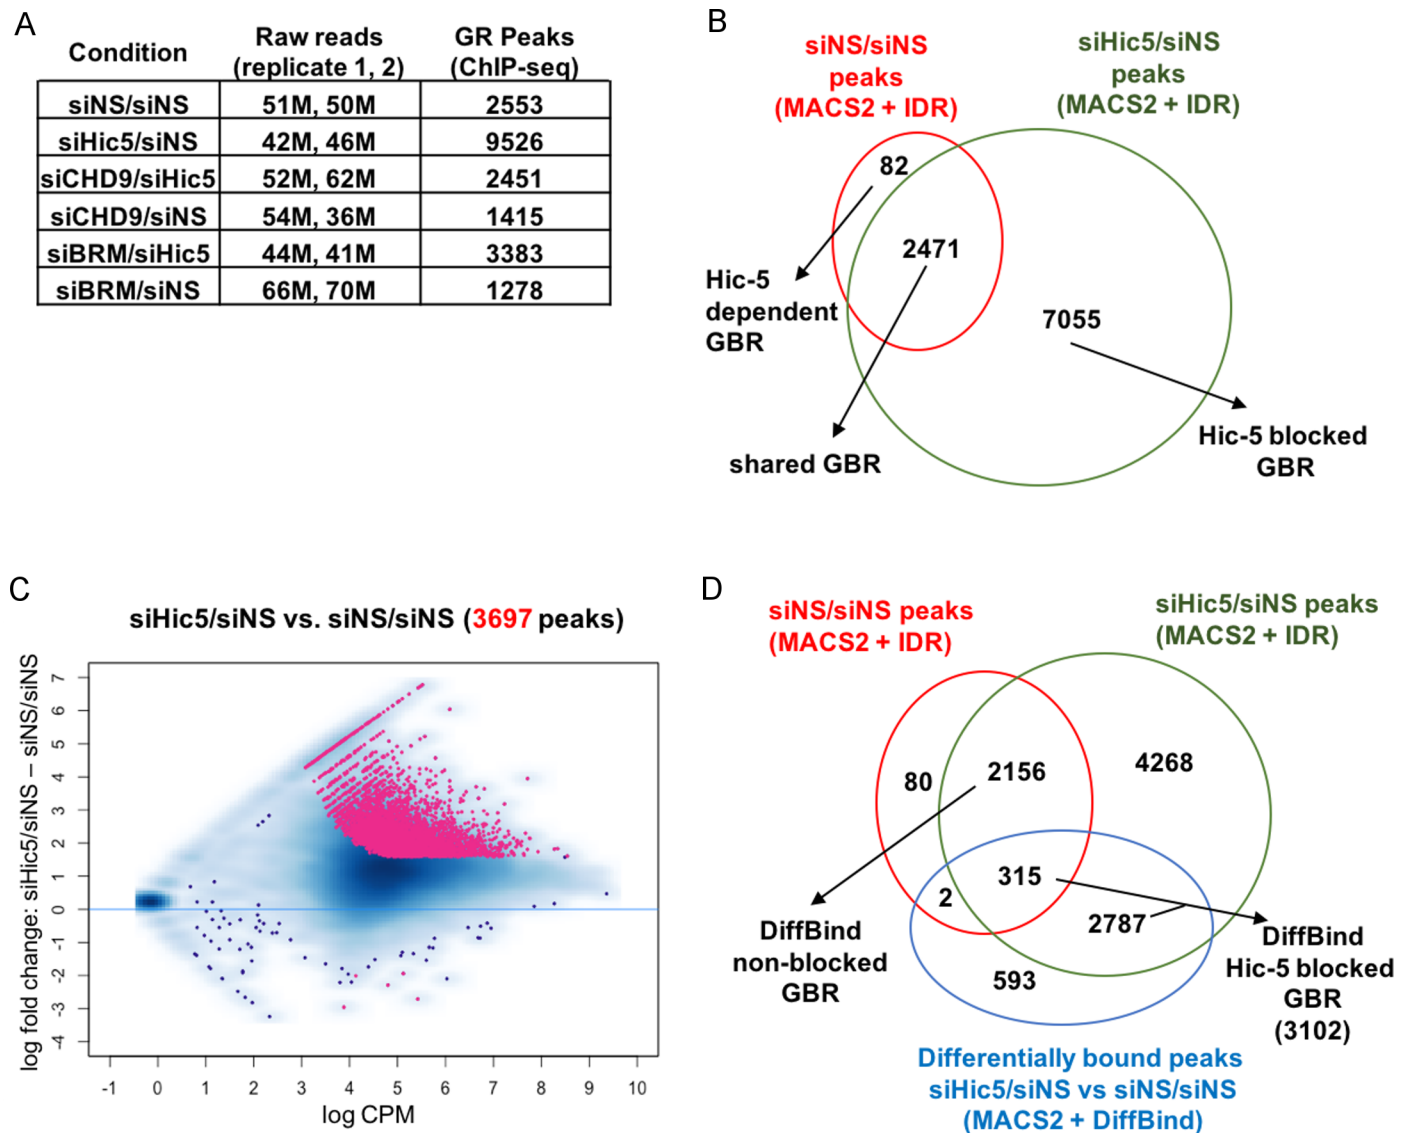 A
Condition
Raw reads
(replicate 1, 2)
GR Peaks
(ChIP-seq)
siNS/siNS 51M, 50M 2553
siHic5/siNS 42M, 46M 9526
siCHD9/siHic5 52M, 62M 2451
siCHD9/siNS 54M, 36M 1415
siBRM/siHic5 44M, 41M 3383
siBRM/siNS 66M, 70M 1278
B
siNS/siNS
peaks
(MACS2 + IDR)
siHic5/siNS
peaks
(MACS2 + IDR)
82
2471
7055
Hic-5
dependent
GBR
shared GBR
Hic-5 blocked
GBR
C
siHic5/siNS vs. siNS/siNS (3697 peaks)
log fold change: siHic5/siNS – siNS/siNS
7
6
5
4
3
2
1
0
-1
-2
-3
-4
-1 0 1 2 3 4 5 6 7 8 9 10
log CPM
D
siNS/siNS peaks
(MACS2 + IDR)
siHic5/siNS peaks
(MACS2 + IDR)
80
2156
4268
315
2
2787
593
DiffBind
non-blocked
GBR
DiffBind
Hic-5 blocked
GBR
(3102)
Differentially bound peaks
siHic5/siNS vs siNS/siNS
(MACS2 + DiffBind)